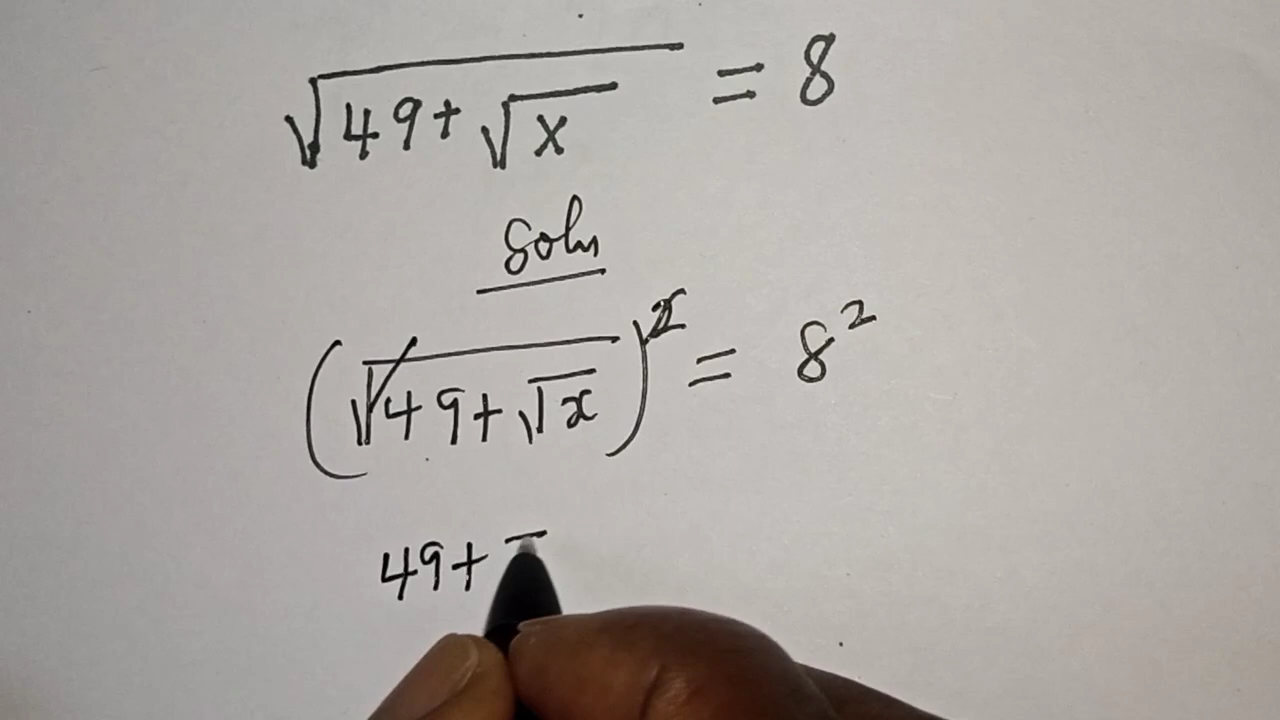 √(49+√x) = 8
Soln
(√(49+√x))² = 8²
49+